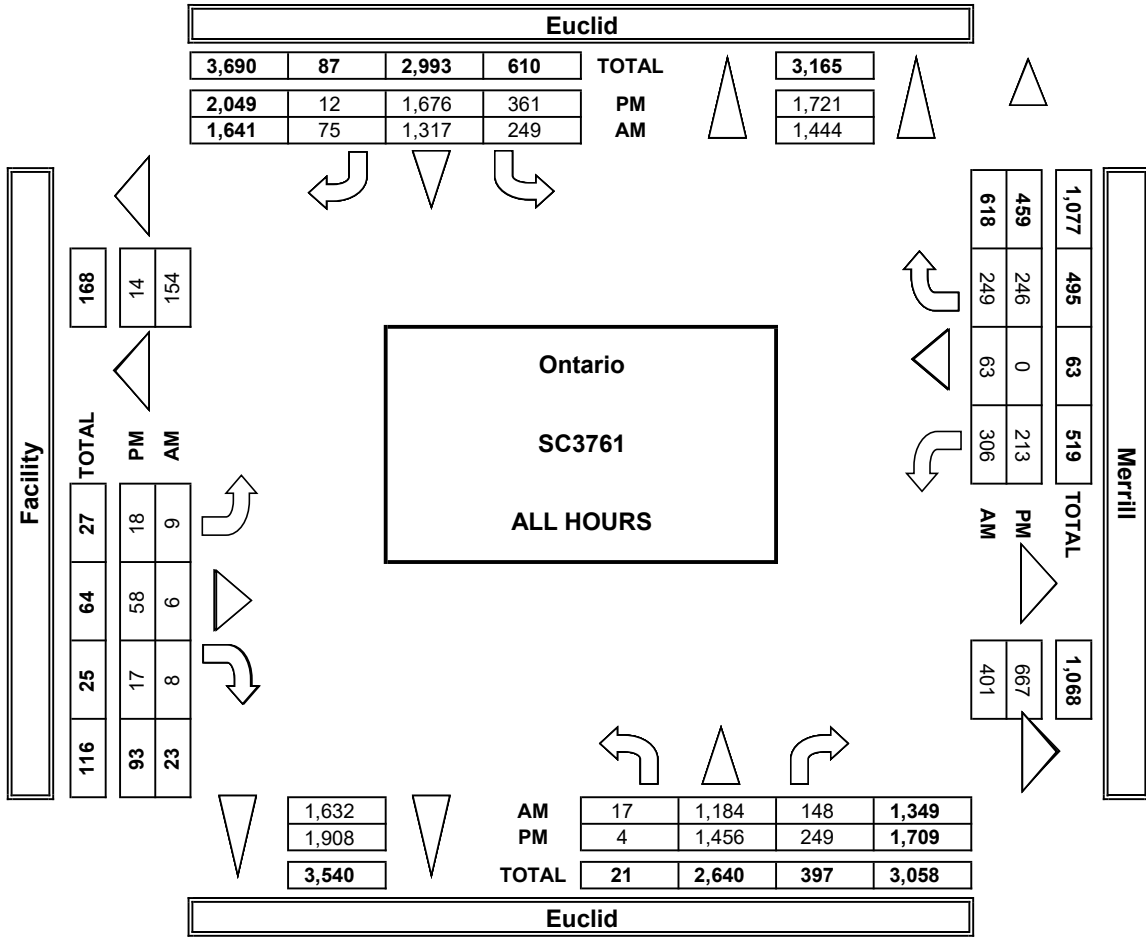 Euclid
3,690 87 2,993 610 TOTAL 3,165
2,049 12 1,676 361 PM 1,721
1,641 75 1,317 249 AM 1,444
Facility
168 14 154
TOTAL PM AM
27 18 9
64 58 6
25 17 8
116 93 23
Ontario
SC3761
ALL HOURS
618 459 1,077
249 246 495
63 0 63
306 213 519
AM PM TOTAL
401 667 1,068
Merrill
1,632 AM 17 1,184 148 1,349
1,908 PM 4 1,456 249 1,709
3,540 TOTAL 21 2,640 397 3,058
Euclid